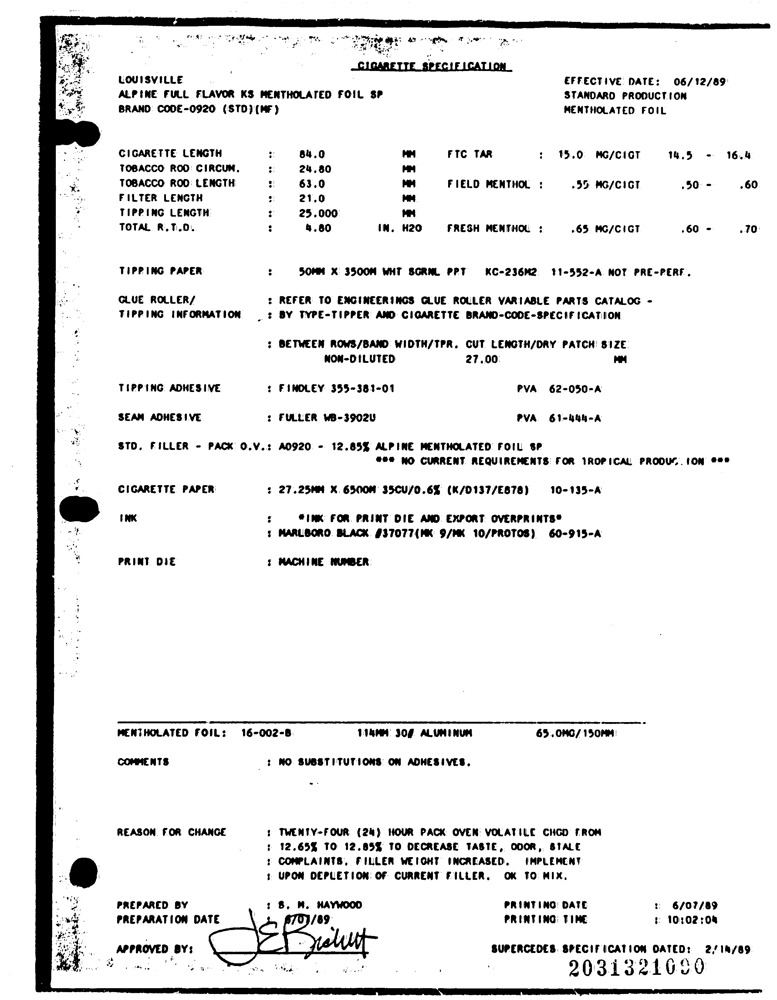 CIGARETTE SPECIFICATION
LOUISVILLE EFFECTIVE DATE: 06/12/89
ALPINE FULL FLAVOR KS MENTHOLATED FOIL SP STANDARD PRODUCTION
BRAND CODE-0920 (STD)(MF) MENTHOLATED FOIL
CIGARETTE LENGTH : 84.0 MM FTC TAR : 15.0 MG/CIGT 14.5 - 16.4
TOBACCO ROD CIRCUM. : 24.80 MM
TOBACCO ROD LENGTH : 63.0 MM FIELD MENTHOL : .55 MG/CIGT .50 - .60
FILTER LENGTH : 21.0 MM
TIPPING LENGTH : 25.000 MM
TOTAL R.T.D. : 4.80 IN. H2O FRESH MENTHOL : .65 MG/CIGT .60 - .70
TIPPING PAPER : 50MM X 3500M WHT SGRNL PPT KC-236M2 11-552-A NOT PRE-PERF.
GLUE ROLLER/ : REFER TO ENGINEERINGS GLUE ROLLER VARIABLE PARTS CATALOG -
TIPPING INFORMATION : BY TYPE-TIPPER AND CIGARETTE BRAND-CODE-SPECIFICATION
: BETWEEN ROWS/BAND WIDTH/TPR. CUT LENGTH/DRY PATCH SIZE
NON-DILUTED 27.00 MM
TIPPING ADHESIVE : FINDLEY 355-381-01 PVA 62-050-A
SEAM ADHESIVE : FULLER WB-3902U PVA 61-444-A
STD. FILLER - PACK O.V.: A0920 - 12.85% ALPINE MENTHOLATED FOIL SP
*** NO CURRENT REQUIREMENTS FOR TROPICAL PRODUCTION ***
CIGARETTE PAPER : 27.25MM X 6500M 35CU/0.6% (K/D137/E878) 10-135-A
INK : *INK FOR PRINT DIE AND EXPORT OVERPRINTS*
: MARLBORO BLACK #37077(MK 9/MK 10/PROTOS) 60-915-A
PRINT DIE : MACHINE NUMBER
MENTHOLATED FOIL: 16-002-B 114MM 30# ALUMINUM 65.0MG/150MM
COMMENTS : NO SUBSTITUTIONS ON ADHESIVES.
REASON FOR CHANGE : TWENTY-FOUR (24) HOUR PACK OVEN VOLATILE CHGD FROM
: 12.65% TO 12.85% TO DECREASE TASTE, ODOR, STALE
: COMPLAINTS, FILLER WEIGHT INCREASED. IMPLEMENT
: UPON DEPLETION OF CURRENT FILLER. OK TO MIX.
PREPARED BY : S. M. HAYWOOD PRINTING DATE : 6/07/89
PREPARATION DATE : 6/07/89 PRINTING TIME : 10:02:04
APPROVED BY: SUPERCEDES SPECIFICATION DATED: 2/14/89
2031321090